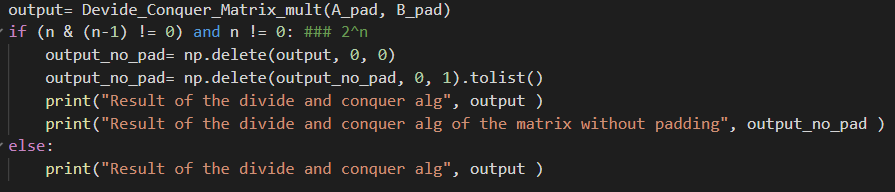 output= Devide_Conquer_Matrix_mult(A_pad, B_pad)
if (n & (n-1) != 0) and n != 0: ### 2^n
    output_no_pad= np.delete(output, 0, 0)
    output_no_pad= np.delete(output_no_pad, 0, 1).tolist()
    print("Result of the divide and conquer alg", output )
    print("Result of the divide and conquer alg of the matrix without padding", output_no_pad )
else:
    print("Result of the divide and conquer alg", output )